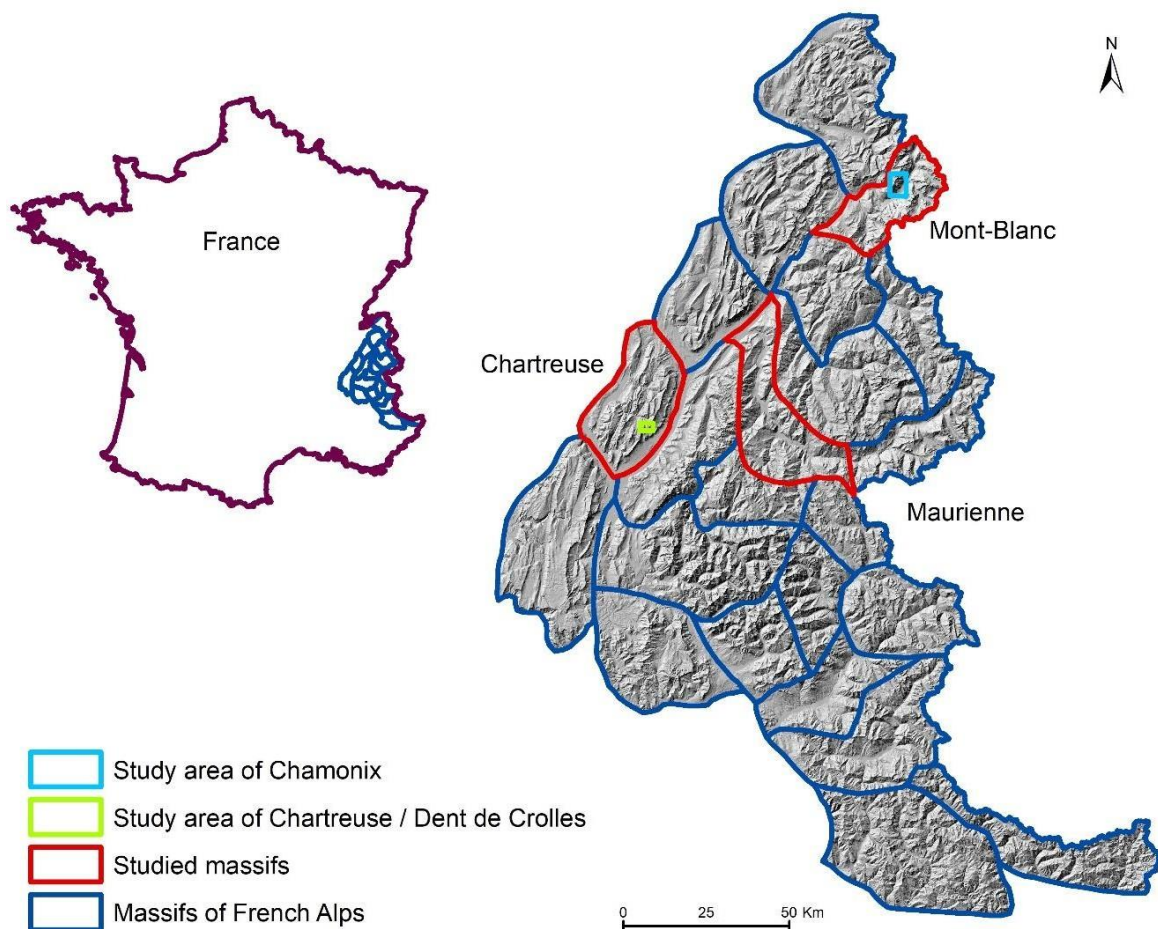 N
France
Mont-Blanc
Chartreuse
Maurienne
Study area of Chamonix
Study area of Chartreuse / Dent de Crolles
Studied massifs
Massifs of French Alps
0 25 50 Km